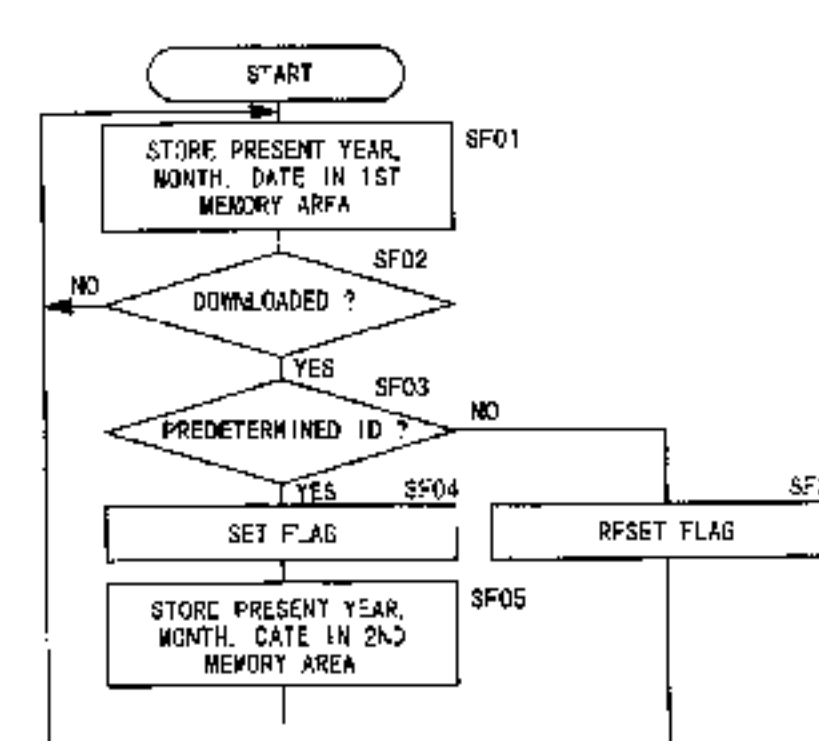 START
SF01
STORE PRESENT YEAR,
MONTH, DATE IN 1ST
MEMORY AREA
SF02
NO
DOWNLOADED ?
YES
SF03
NO
PREDETERMINED ID ?
YES
SF04
SET FLAG
RESET FLAG
SF05
STORE PRESENT YEAR,
MONTH, DATE IN 2ND
MEMORY AREA